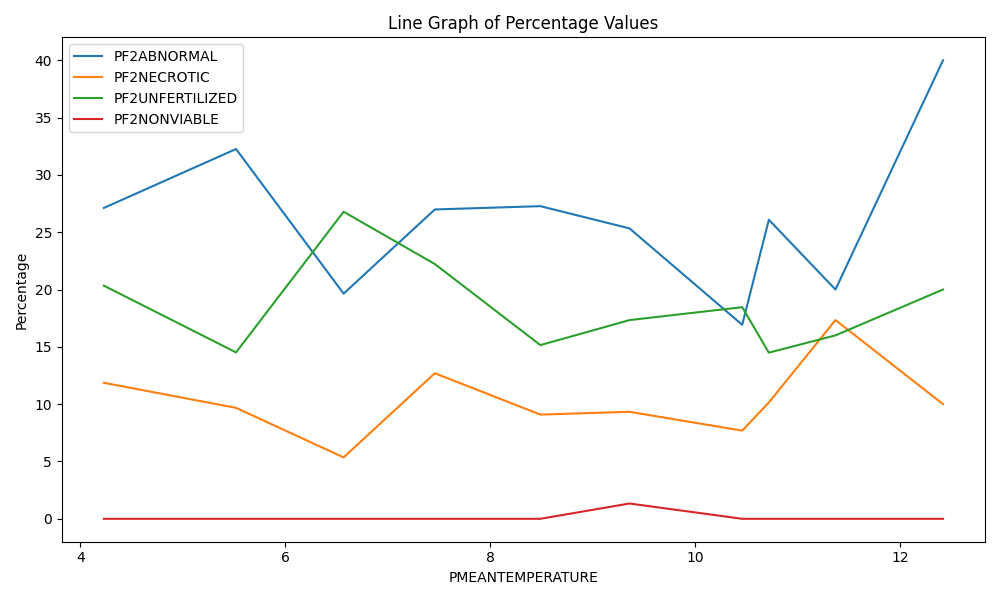 Line Graph of Percentage Values
PF2ABNORMAL
PF2NECROTIC
PF2UNFERTILIZED
PF2NONVIABLE
Percentage
40
35
30
25
20
15
10
5
0
4
6
8
10
12
PMEANTEMPERATURE